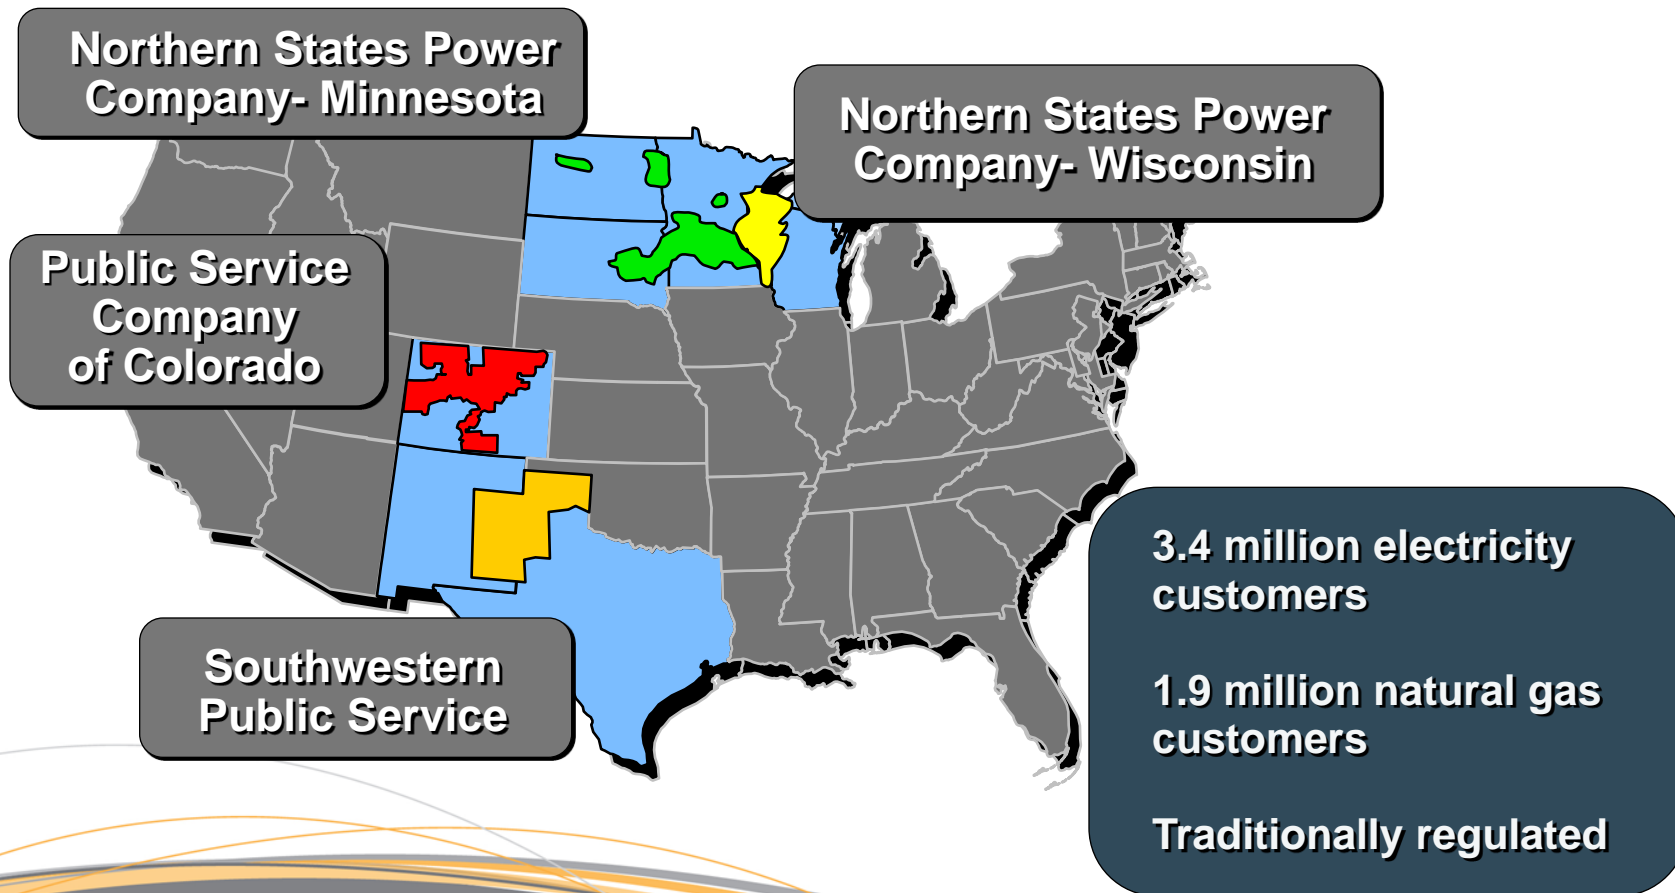 Northern States Power
Company- Minnesota
Northern States Power
Company- Wisconsin
Public Service
Company
of Colorado
Southwestern
Public Service
3.4 million electricity
customers
1.9 million natural gas
customers
Traditionally regulated